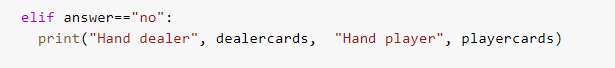 elif answer=="no":
  print("Hand dealer", dealercards,  "Hand player", playercards)